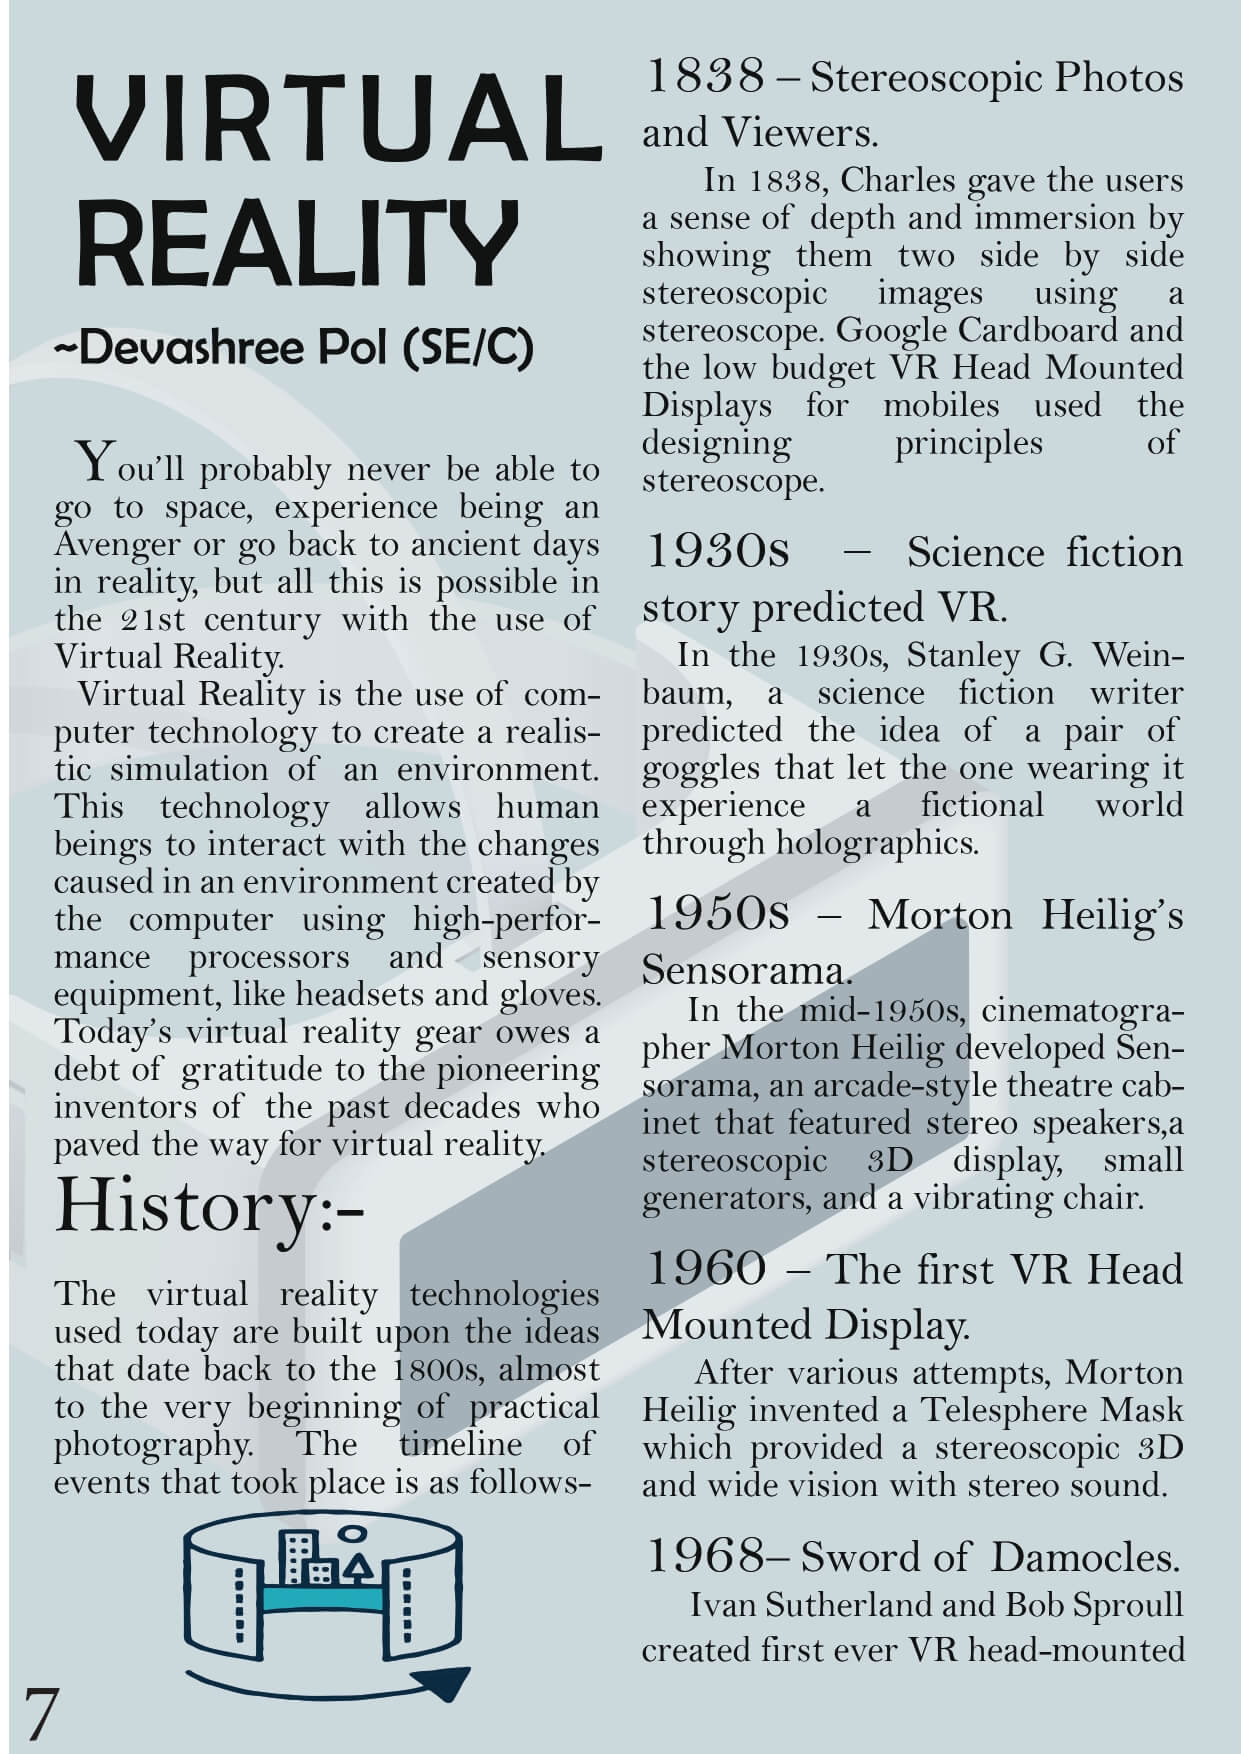 VIRTUAL
REALITY
~Devashree Pol (SE/C)
You'll probably never be able to
go to space, experience being an
Avenger or go back to ancient days
in reality, but all this is possible in
the 21st century with the use of
Virtual Reality.
Virtual Reality is the use of com-
puter technology to create a realis-
tic simulation of an environment.
This technology allows human
beings to interact with the changes
caused in an environment created by
the computer using high-perfor-
mance processors and sensory
equipment, like headsets and gloves.
Today's virtual reality gear owes a
debt of gratitude to the pioneering
inventors of the past decades who
paved the way for virtual reality.
History:-
The virtual reality technologies
used today are built upon the ideas
that date back to the 1800s, almost
to the very beginning of practical
photography. The timeline of
events that took place is as follows-
7
1838 – Stereoscopic Photos
and Viewers.
In 1838, Charles gave the users
a sense of depth and immersion by
showing them two side by side
stereoscopic images using a
stereoscope. Google Cardboard and
the low budget VR Head Mounted
Displays for mobiles used the
designing principles of
stereoscope.
1930s – Science fiction
story predicted VR.
In the 1930s, Stanley G. Wein-
baum, a science fiction writer
predicted the idea of a pair of
goggles that let the one wearing it
experience a fictional world
through holographics.
1950s – Morton Heilig's
Sensorama.
In the mid-1950s, cinematogra-
pher Morton Heilig developed Sen-
sorama, an arcade-style theatre cab-
inet that featured stereo speakers,a
stereoscopic 3D display, small
generators, and a vibrating chair.
1960 – The first VR Head
Mounted Display.
After various attempts, Morton
Heilig invented a Telesphere Mask
which provided a stereoscopic 3D
and wide vision with stereo sound.
1968– Sword of Damocles.
Ivan Sutherland and Bob Sproull
created first ever VR head-mounted